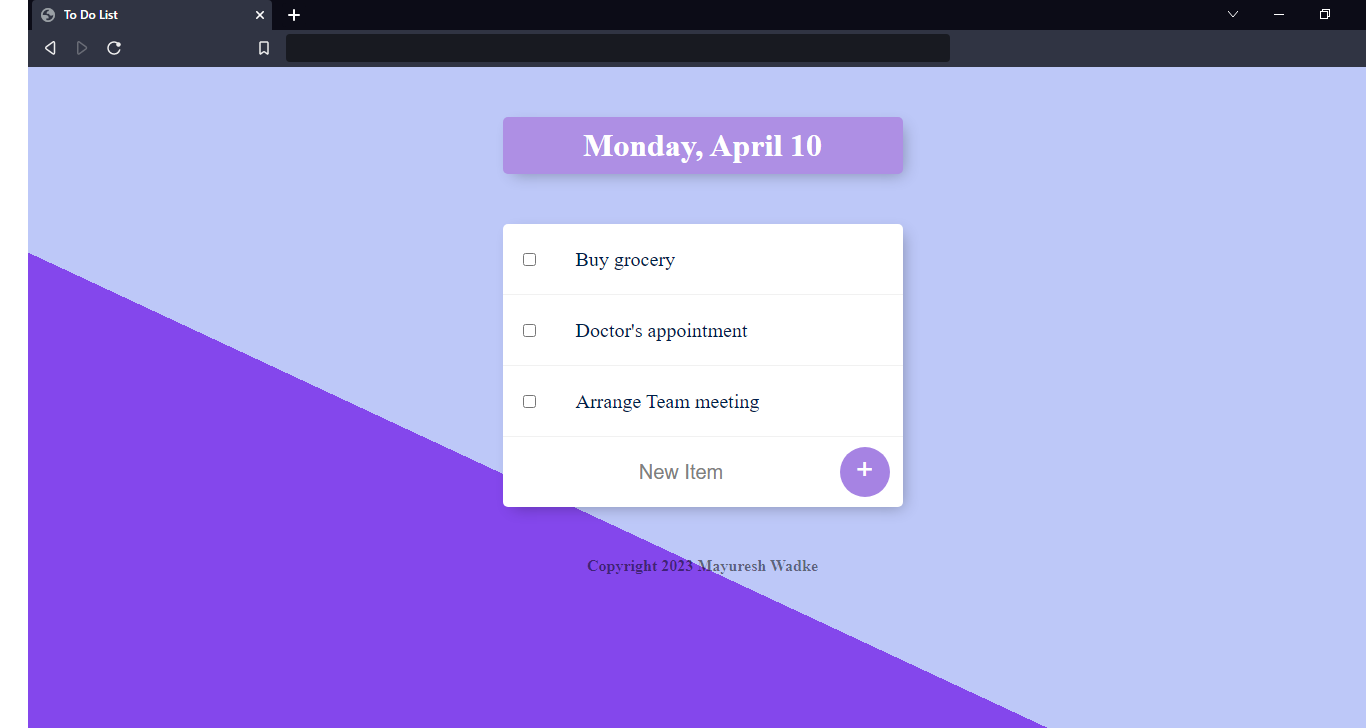 To Do List
Monday, April 10
Buy grocery
Doctor's appointment
Arrange Team meeting
New Item
+
Copyright 2023 Mayuresh Wadke